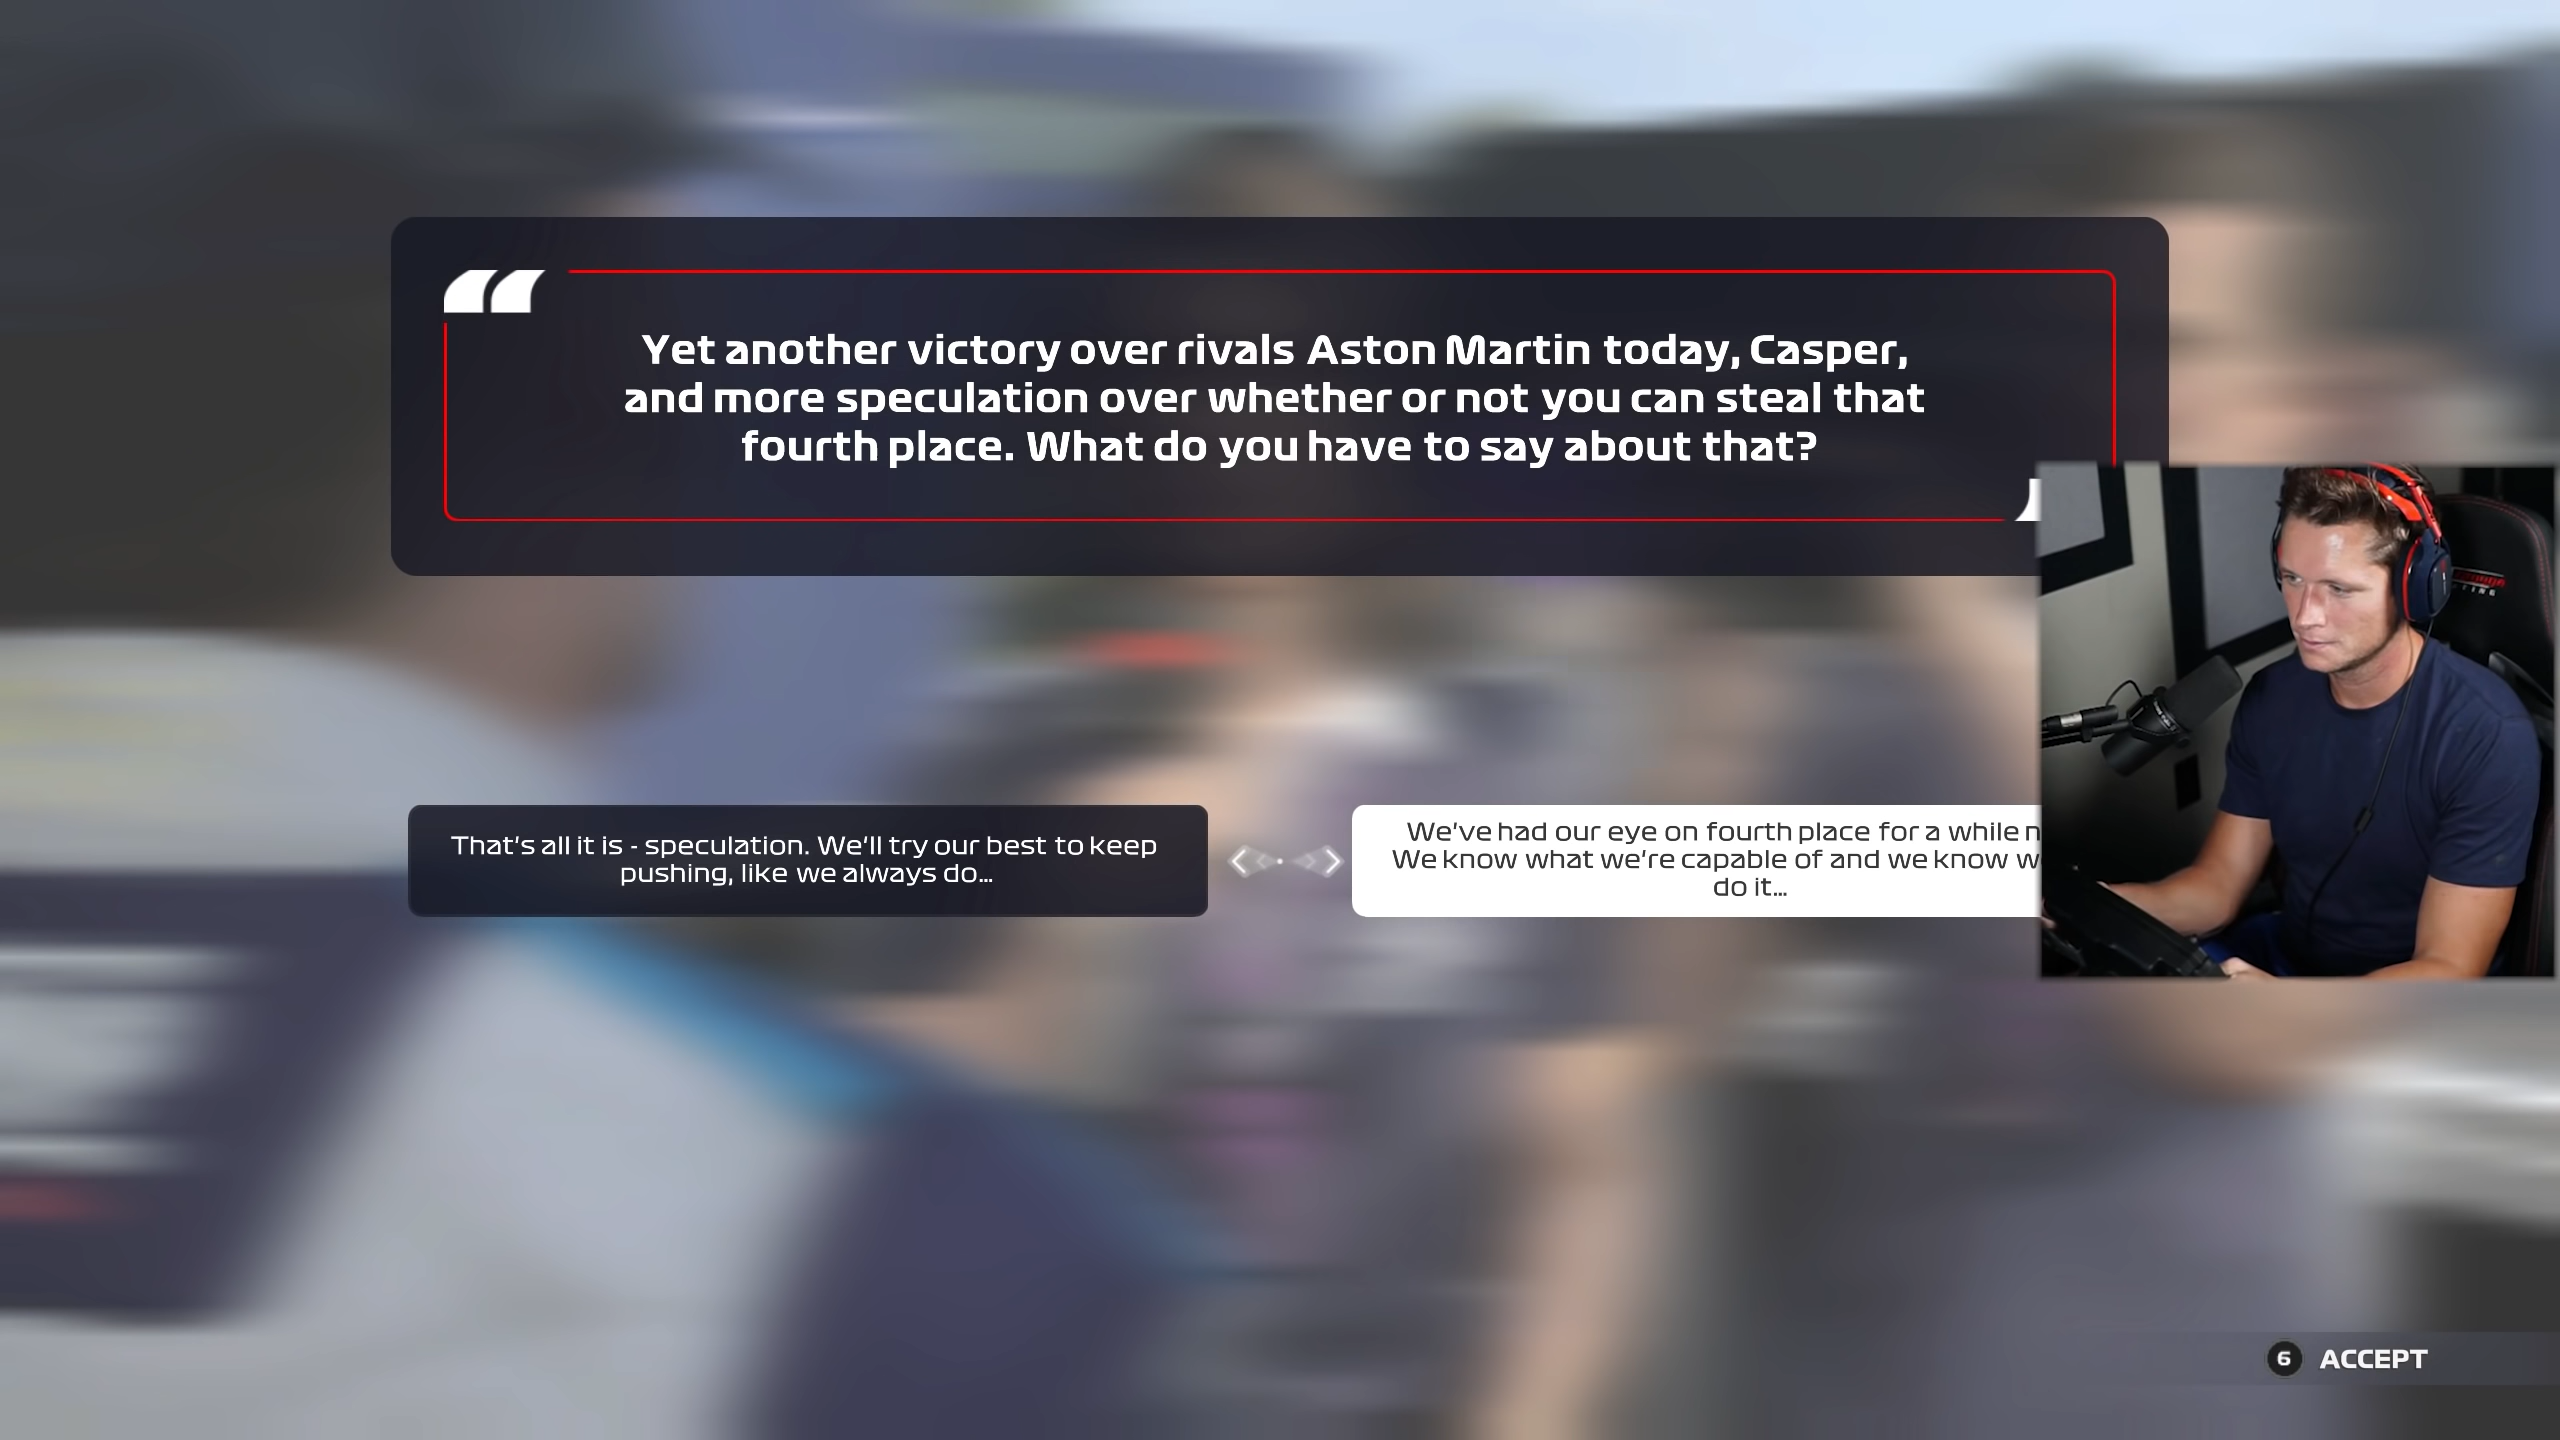 Yet another victory over rivals Aston Martin today, Casper,
and more speculation over whether or not you can steal that
fourth place. What do you have to say about that?
That's all it is - speculation. We'll try our best to keep
pushing, like we always do...
We've had our eye on fourth place for a while
We know what we're capable of and we know
do it...
6 ACCEPT